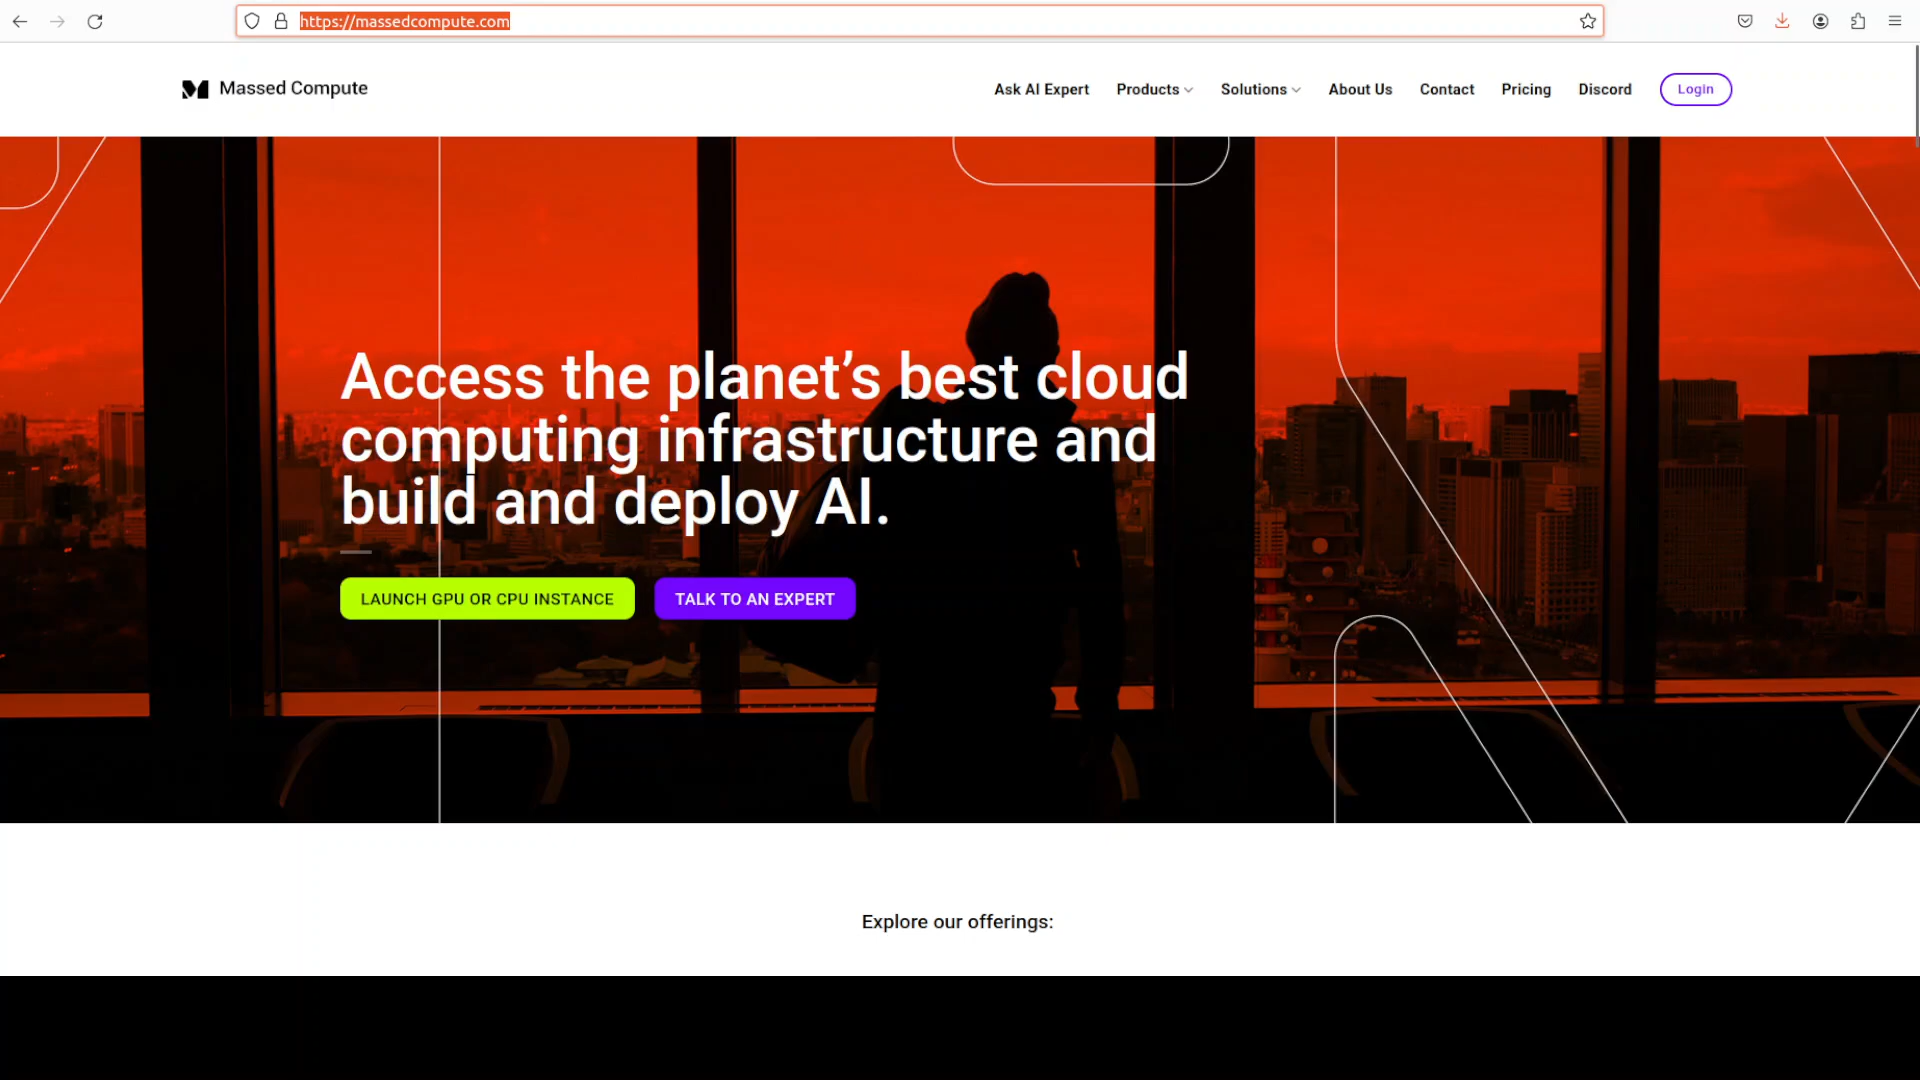 https://massedcompute.com
Massed Compute
Ask AI Expert Products Solutions About Us Contact Pricing Discord Login
Access the planet’s best cloud
computing infrastructure and
build and deploy AI.
LAUNCH GPU OR CPU INSTANCE TALK TO AN EXPERT
Explore our offerings: